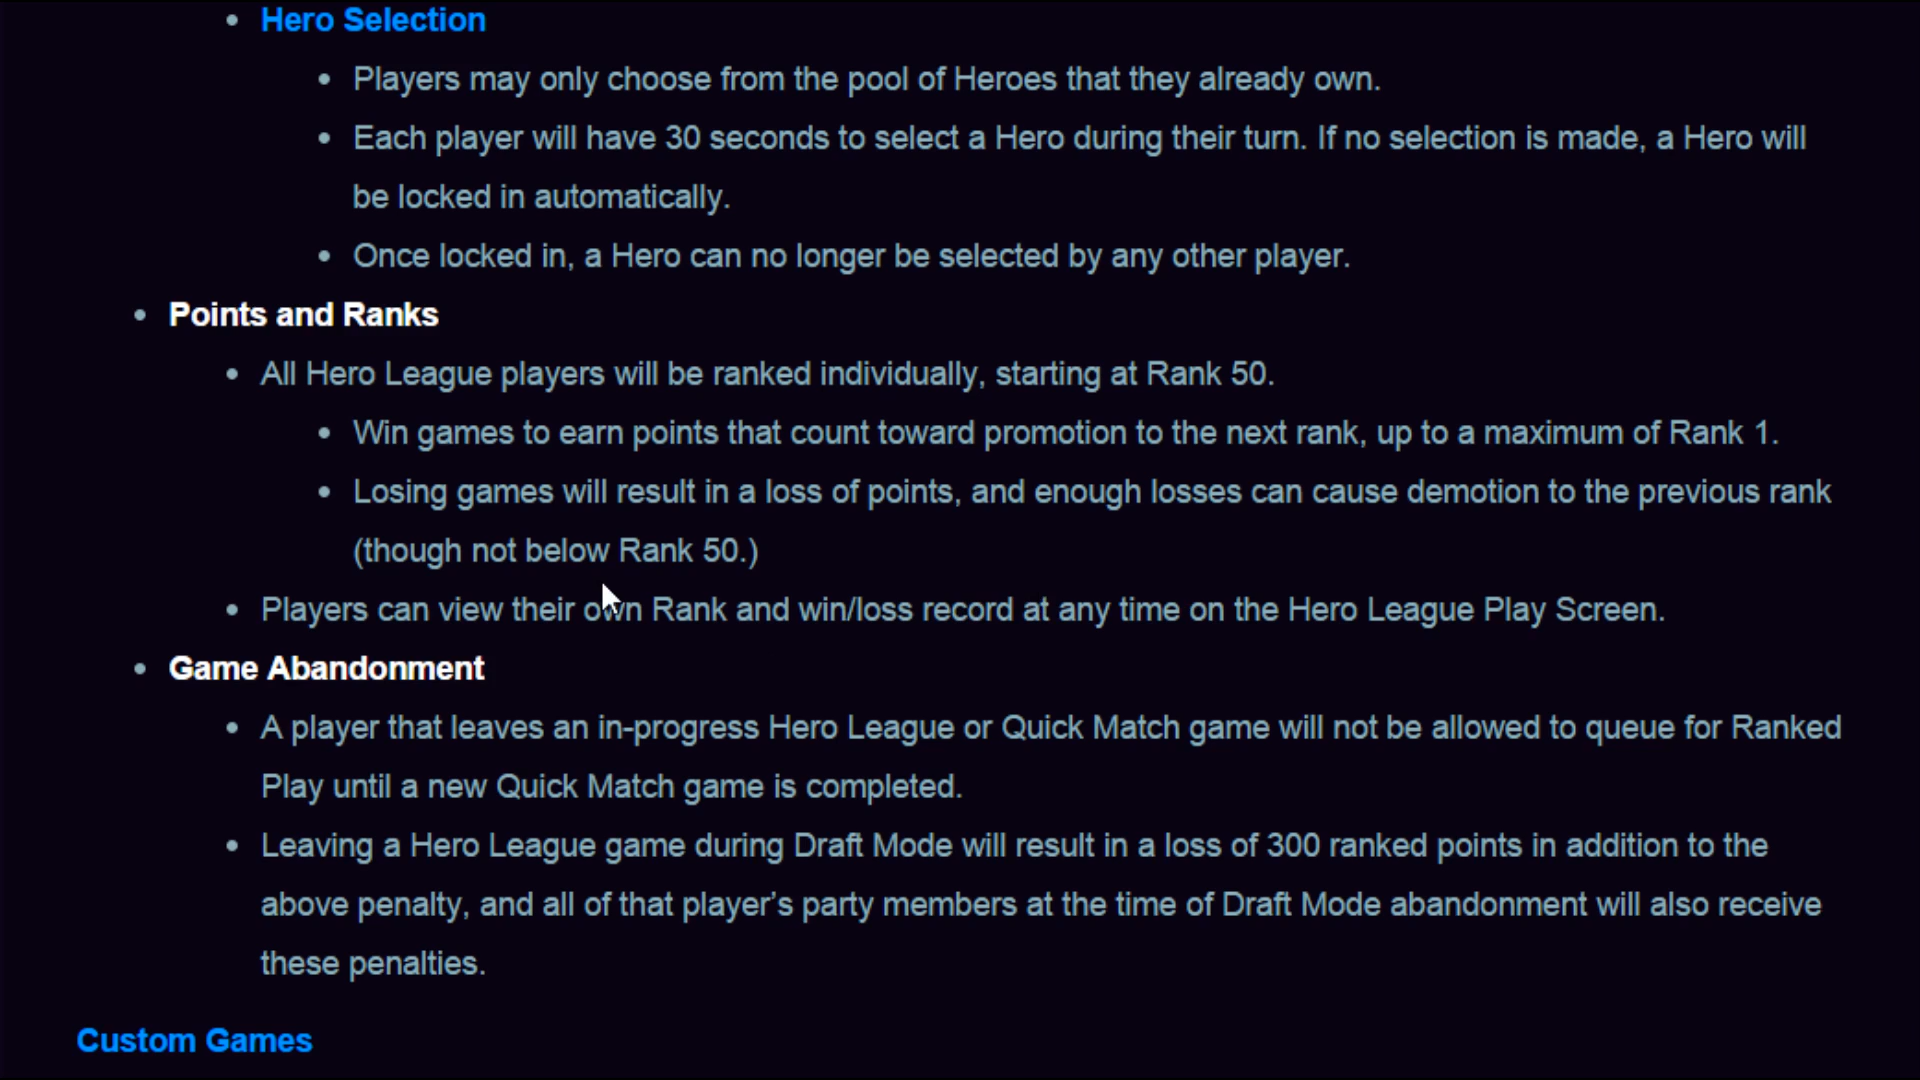 Hero Selection
Players may only choose from the pool of Heroes that they already own.
Each player will have 30 seconds to select a Hero during their turn. If no selection is made, a Hero will
be locked in automatically.
Once locked in, a Hero can no longer be selected by any other player.
Points and Ranks
All Hero League players will be ranked individually, starting at Rank 50.
Win games to earn points that count toward promotion to the next rank, up to a maximum of Rank 1.
Losing games will result in a loss of points, and enough losses can cause demotion to the previous rank
(though not below Rank 50.)
Players can view their own Rank and win/loss record at any time on the Hero League Play Screen.
Game Abandonment
A player that leaves an in-progress Hero League or Quick Match game will not be allowed to queue for Ranked
Play until a new Quick Match game is completed.
Leaving a Hero League game during Draft Mode will result in a loss of 300 ranked points in addition to the
above penalty, and all of that player’s party members at the time of Draft Mode abandonment will also receive
these penalties.
Custom Games